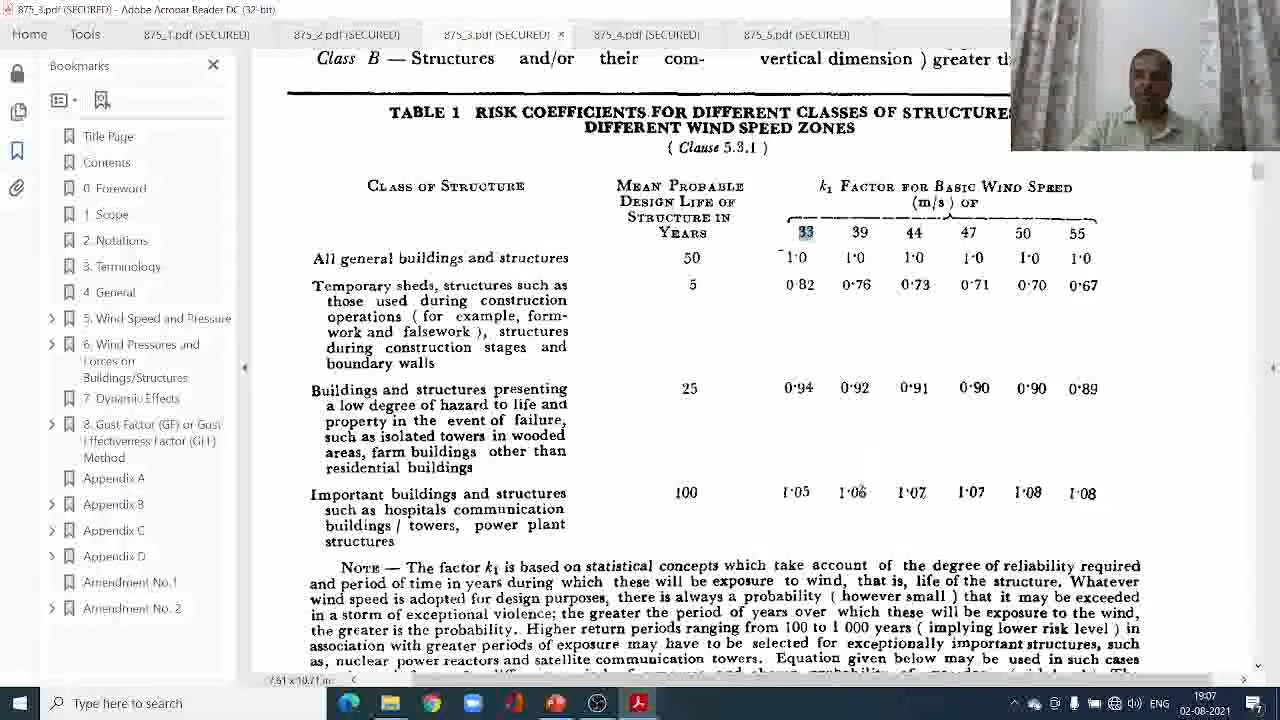 875_3.pdf (SECURED) - Adobe Acrobat Reader DC (32-bit)
Home Tools 875_1.pdf (SECURED) 875_2.pdf (SECURED) 875_3.pdf (SECURED) × 875_4.pdf (SECURED) 875_5.pdf (SECURED)
Bookmarks
Title Page
Contents
0. Foreword
1. Scope
2. Notations
3. Terminology
4. General
5. Wind Speed and Pressure
6. Wind Pressures and
Forces on
Buildings/Structures
7. Dynamic Effects
8. Gust Factor (GF) or Gust
Effectiveness Factor (GEF)
Method
Appendix A
Appendix B
Appendix C
Appendix D
Amendment No.1
Amendment No. 2
Class B — Structures and/or their com-
vertical dimension ) greater
TABLE 1 RISK COEFFICIENTS FOR DIFFERENT CLASSES OF STRUCTURES
DIFFERENT WIND SPEED ZONES
( Clause 5.3.1 )
CLASS OF STRUCTURE MEAN PROBABLE k1 FACTOR FOR BASIC WIND SPEED
DESIGN LIFE OF (m/s) OF
STRUCTURE IN
YEARS 33 39 44 47 50 55
All general buildings and structures 50 1·0 1·0 1·0 1·0 1·0 1·0
Temporary sheds, structures such as 5 0·82 0·76 0·73 0·71 0·70 0·67
those used during construction
operations ( for example, form-
work and falsework ), structures
during construction stages and
boundary walls
Buildings and structures presenting 25 0·94 0·92 0·91 0·90 0·90 0·89
a low degree of hazard to life and
property in the event of failure,
such as isolated towers in wooded
areas, farm buildings other than
residential buildings
Important buildings and structures 100 1·05 1·06 1·07 1·07 1·08 1·08
such as hospitals communication
buildings / towers, power plant
structures
NOTE — The factor k1 is based on statistical concepts which take account of the degree of reliability required
and period of time in years during which these will be exposure to wind, that is, life of the structure. Whatever
wind speed is adopted for design purposes, there is always a probability ( however small ) that it may be exceeded
in a storm of exceptional violence; the greater the period of years over which these will be exposure to the wind,
the greater is the probability. Higher return periods ranging from 100 to 1 000 years ( implying lower risk level ) in
association with greater periods of exposure may have to be selected for exceptionally important structures, such
as, nuclear power reactors and satellite communication towers. Equation given below may be used in such cases
7.61 x 10.71 in
Type here to search
ENG
19:07
02-08-2021